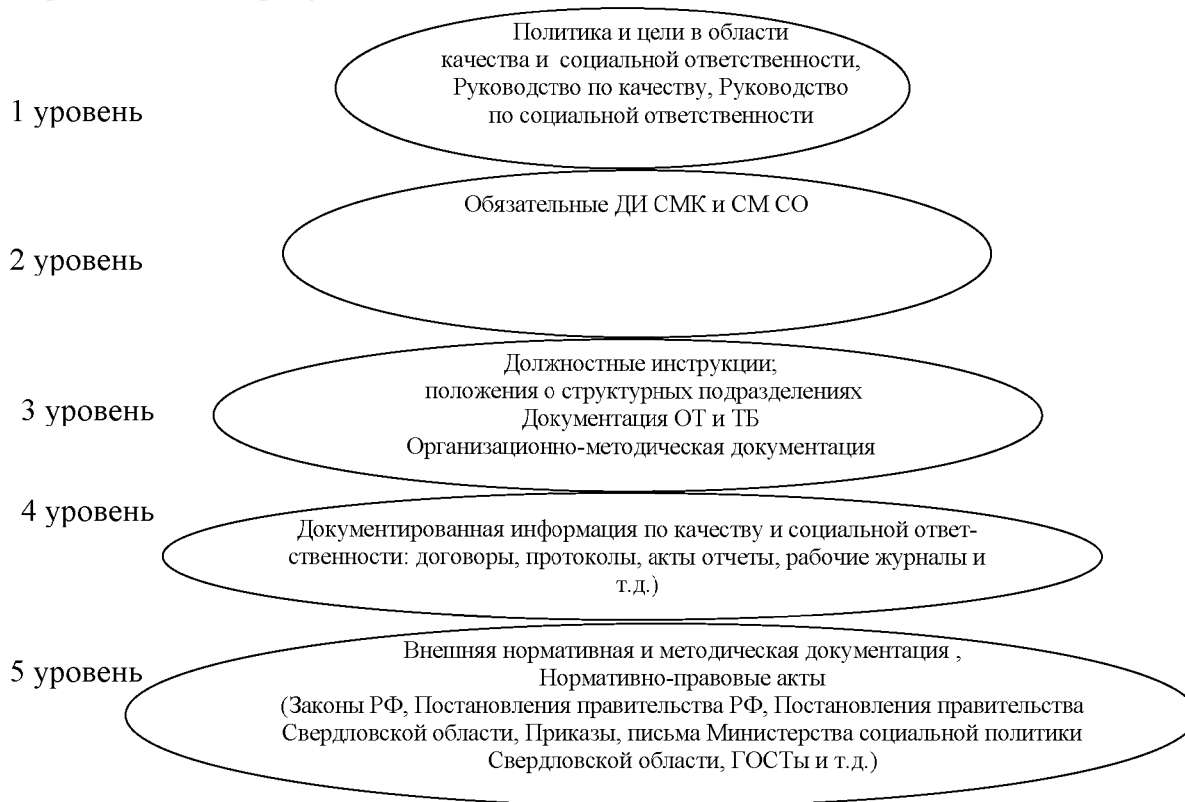 Политика и цели в области
качества и социальной ответственности,
Руководство по качеству, Руководство
по социальной ответственности
1 уровень
Обязательные ДИ СМК и СМ СО
2 уровень
Должностные инструкции;
положения о структурных подразделениях
Документация ОТ и ТБ
Организационно-методическая документация
3 уровень
4 уровень
Документированная информация по качеству и социальной ответ-
ственности: договоры, протоколы, акты отчеты, рабочие журналы и
т.д.)
5 уровень
Внешняя нормативная и методическая документация ,
Нормативно-правовые акты
(Законы РФ, Постановления правительства РФ, Постановления правительства
Свердловской области, Приказы, письма Министерства социальной политики
Свердловской области, ГОСТы и т.д.)